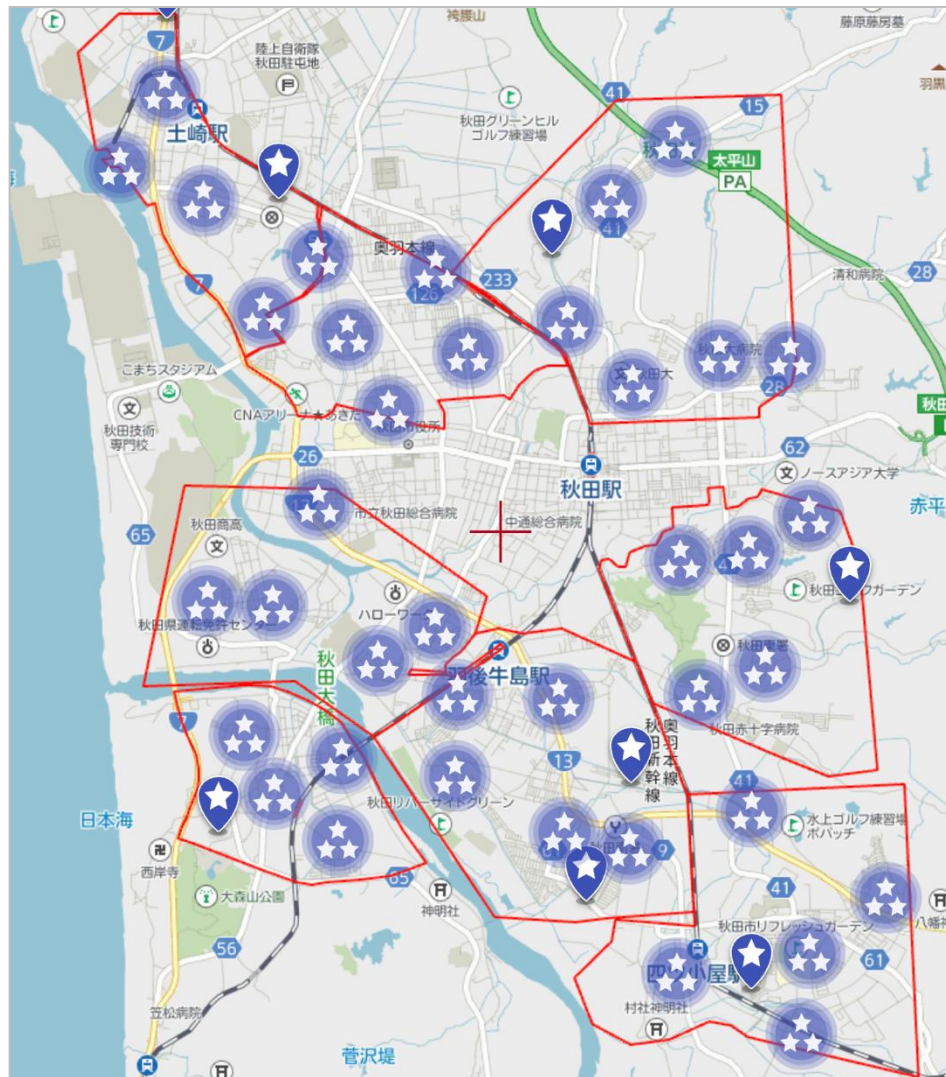 袴腰山
藤原藤房墓
7
陸上自衛隊
秋田駐屯地
羽黒
41
15
土崎駅
秋田グリーンヒル
ゴルフ練習場
太平山
PA
41
奥羽本線
233
清和病院
28
7
こまちスタジアム
秋田技術
専門校
CNAアリーナ★あきた
秋田大
28
26
62
秋田駅
ノースアジア大学
赤平
65
秋田商高
市立秋田総合病院
中通総合病院
秋田県運転免許センター
ハローワーク
秋田東署
秋田大橋
羽後牛島駅
秋田赤十字病院
7
13
奥羽本線
秋田新幹線
41
日本海
秋田リバーサイドグリーン
水上ゴルフ練習場
ポパッチ
西岸寺
9
65
大森山公園
神明社
41
八幡神
秋田市リフレッシュガーデン
56
61
四ツ小屋駅
笠松病院
村社神明社
菅沢堤